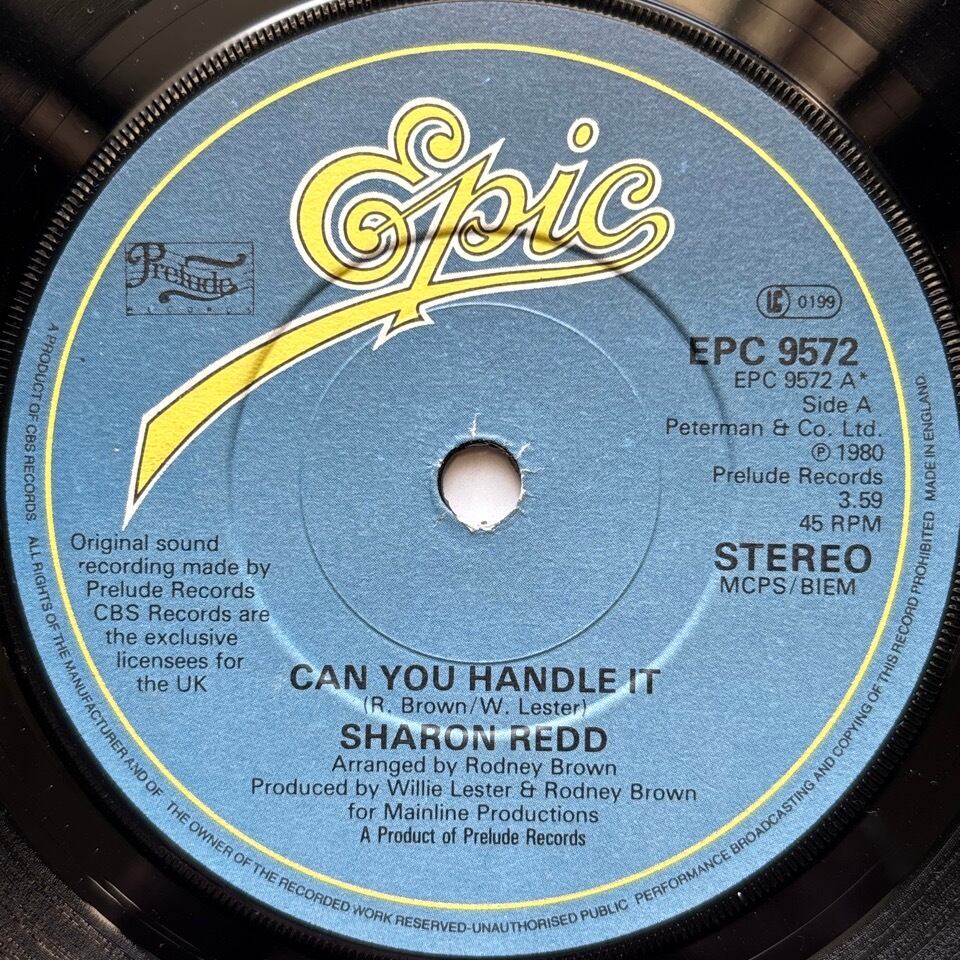 Epic
Prelude
RECORDS
LC 0199
EPC 9572
EPC 9572 A*
Side A
Peterman & Co. Ltd.
℗ 1980
Prelude Records
3.59
45 RPM
STEREO
MCPS/BIEM
Original sound
recording made by
Prelude Records
CBS Records are
the exclusive
licensees for
the UK
CAN YOU HANDLE IT
(R. Brown/W. Lester)
SHARON REDD
Arranged by Rodney Brown
Produced by Willie Lester & Rodney Brown
for Mainline Productions
A Product of Prelude Records
A PRODUCT OF CBS RECORDS ALL RIGHTS OF THE MANUFACTURER AND OF THE OWNER OF THE RECORDED WORK RESERVED-UNAUTHORISED PUBLIC PERFORMANCE BROADCASTING AND COPYING OF THIS RECORD PROHIBITED MADE IN ENGLAND.